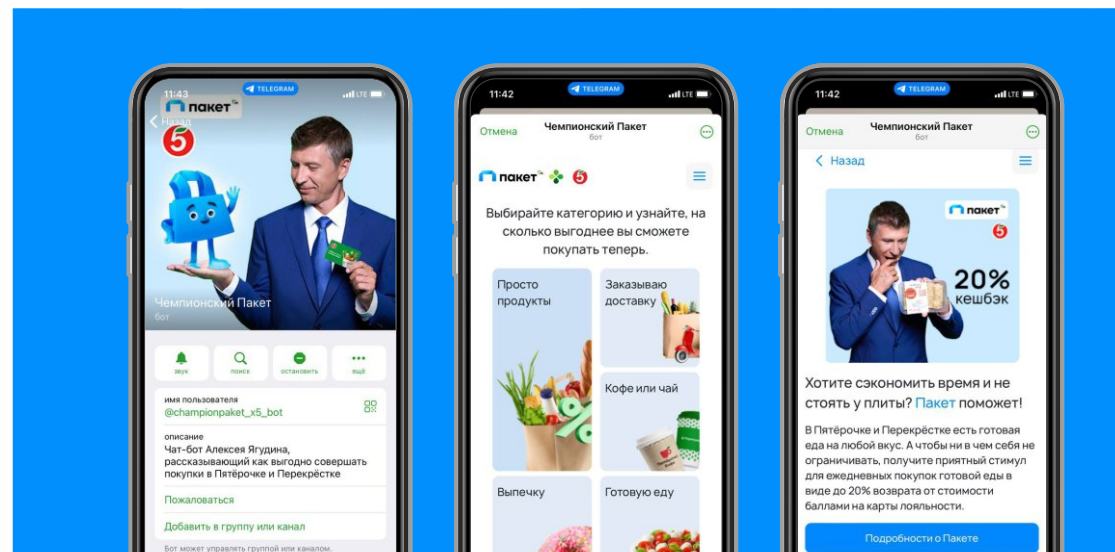 11:43
TELEGRAM
LTE
пакет
Назад
5
Чемпионский Пакет
бот
звук
поиск
остановить
ещё
имя пользователя
@championpaket_x5_bot
описание
Чат-бот Алексея Ягудина,
рассказывающий как выгодно совершать
покупки в Пятёрочке и Перекрёстке
Пожаловаться
Добавить в группу или канал
Бот может управлять группой или каналом.
11:42
TELEGRAM
LTE
Отмена
Чемпионский Пакет
бот
пакет
5
Выбирайте категорию и узнайте, на
сколько выгоднее вы сможете
покупать теперь.
Просто
продукты
Заказываю
доставку
%
Кофе или чай
Выпечку
Готовую еду
11:42
TELEGRAM
LTE
Отмена
Чемпионский Пакет
бот
Назад
пакет
5
20%
кешбэк
Хотите сэкономить время и не
стоять у плиты? Пакет поможет!
В Пятёрочке и Перекрёстке есть готовая
еда на любой вкус. А чтобы ни в чем себя не
ограничивать, получите приятный стимул
для ежедневных покупок готовой еды в
виде до 20% возврата от стоимости
баллами на карты лояльности.
Подробности о Пакете